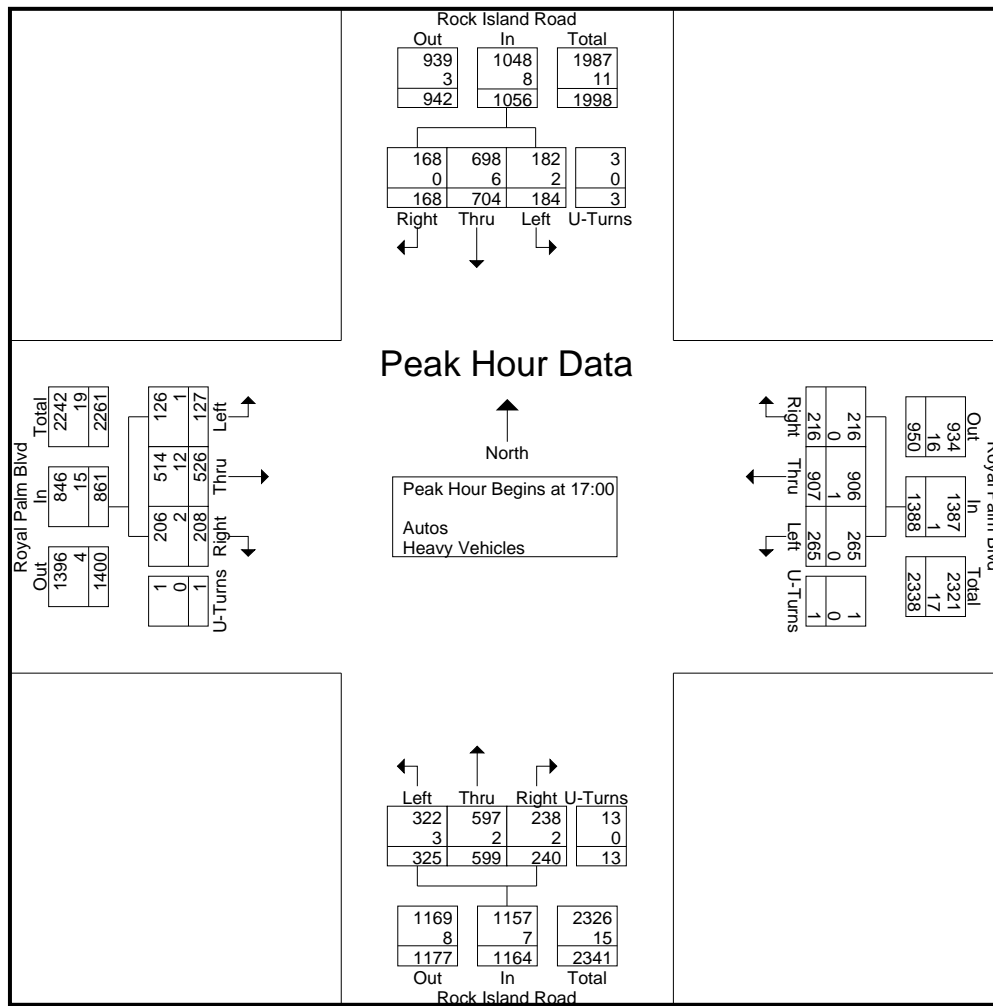 Rock Island Road
Out In Total
939 1048 1987
3 8 11
942 1056 1998
168 698 182 3
0 6 2 0
168 704 184 3
Right Thru Left U-Turns
Peak Hour Data
North
Peak Hour Begins at 17:00
Autos
Heavy Vehicles
Royal Palm Blvd
Out In Total
1396 846 2242
4 15 19
1400 861 2261
1 206 514 126
0 2 12 1
1 208 526 127
U-Turns Right Thru Left
Royal Palm Blvd
Out In Total
934 1387 2321
16 1 17
950 1388 2338
216 906 265 1
0 1 0 0
216 907 265 1
Right Thru Left U-Turns
Left Thru Right U-Turns
322 597 238 13
3 2 2 0
325 599 240 13
1169 1157 2326
8 7 15
1177 1164 2341
Out In Total
Rock Island Road